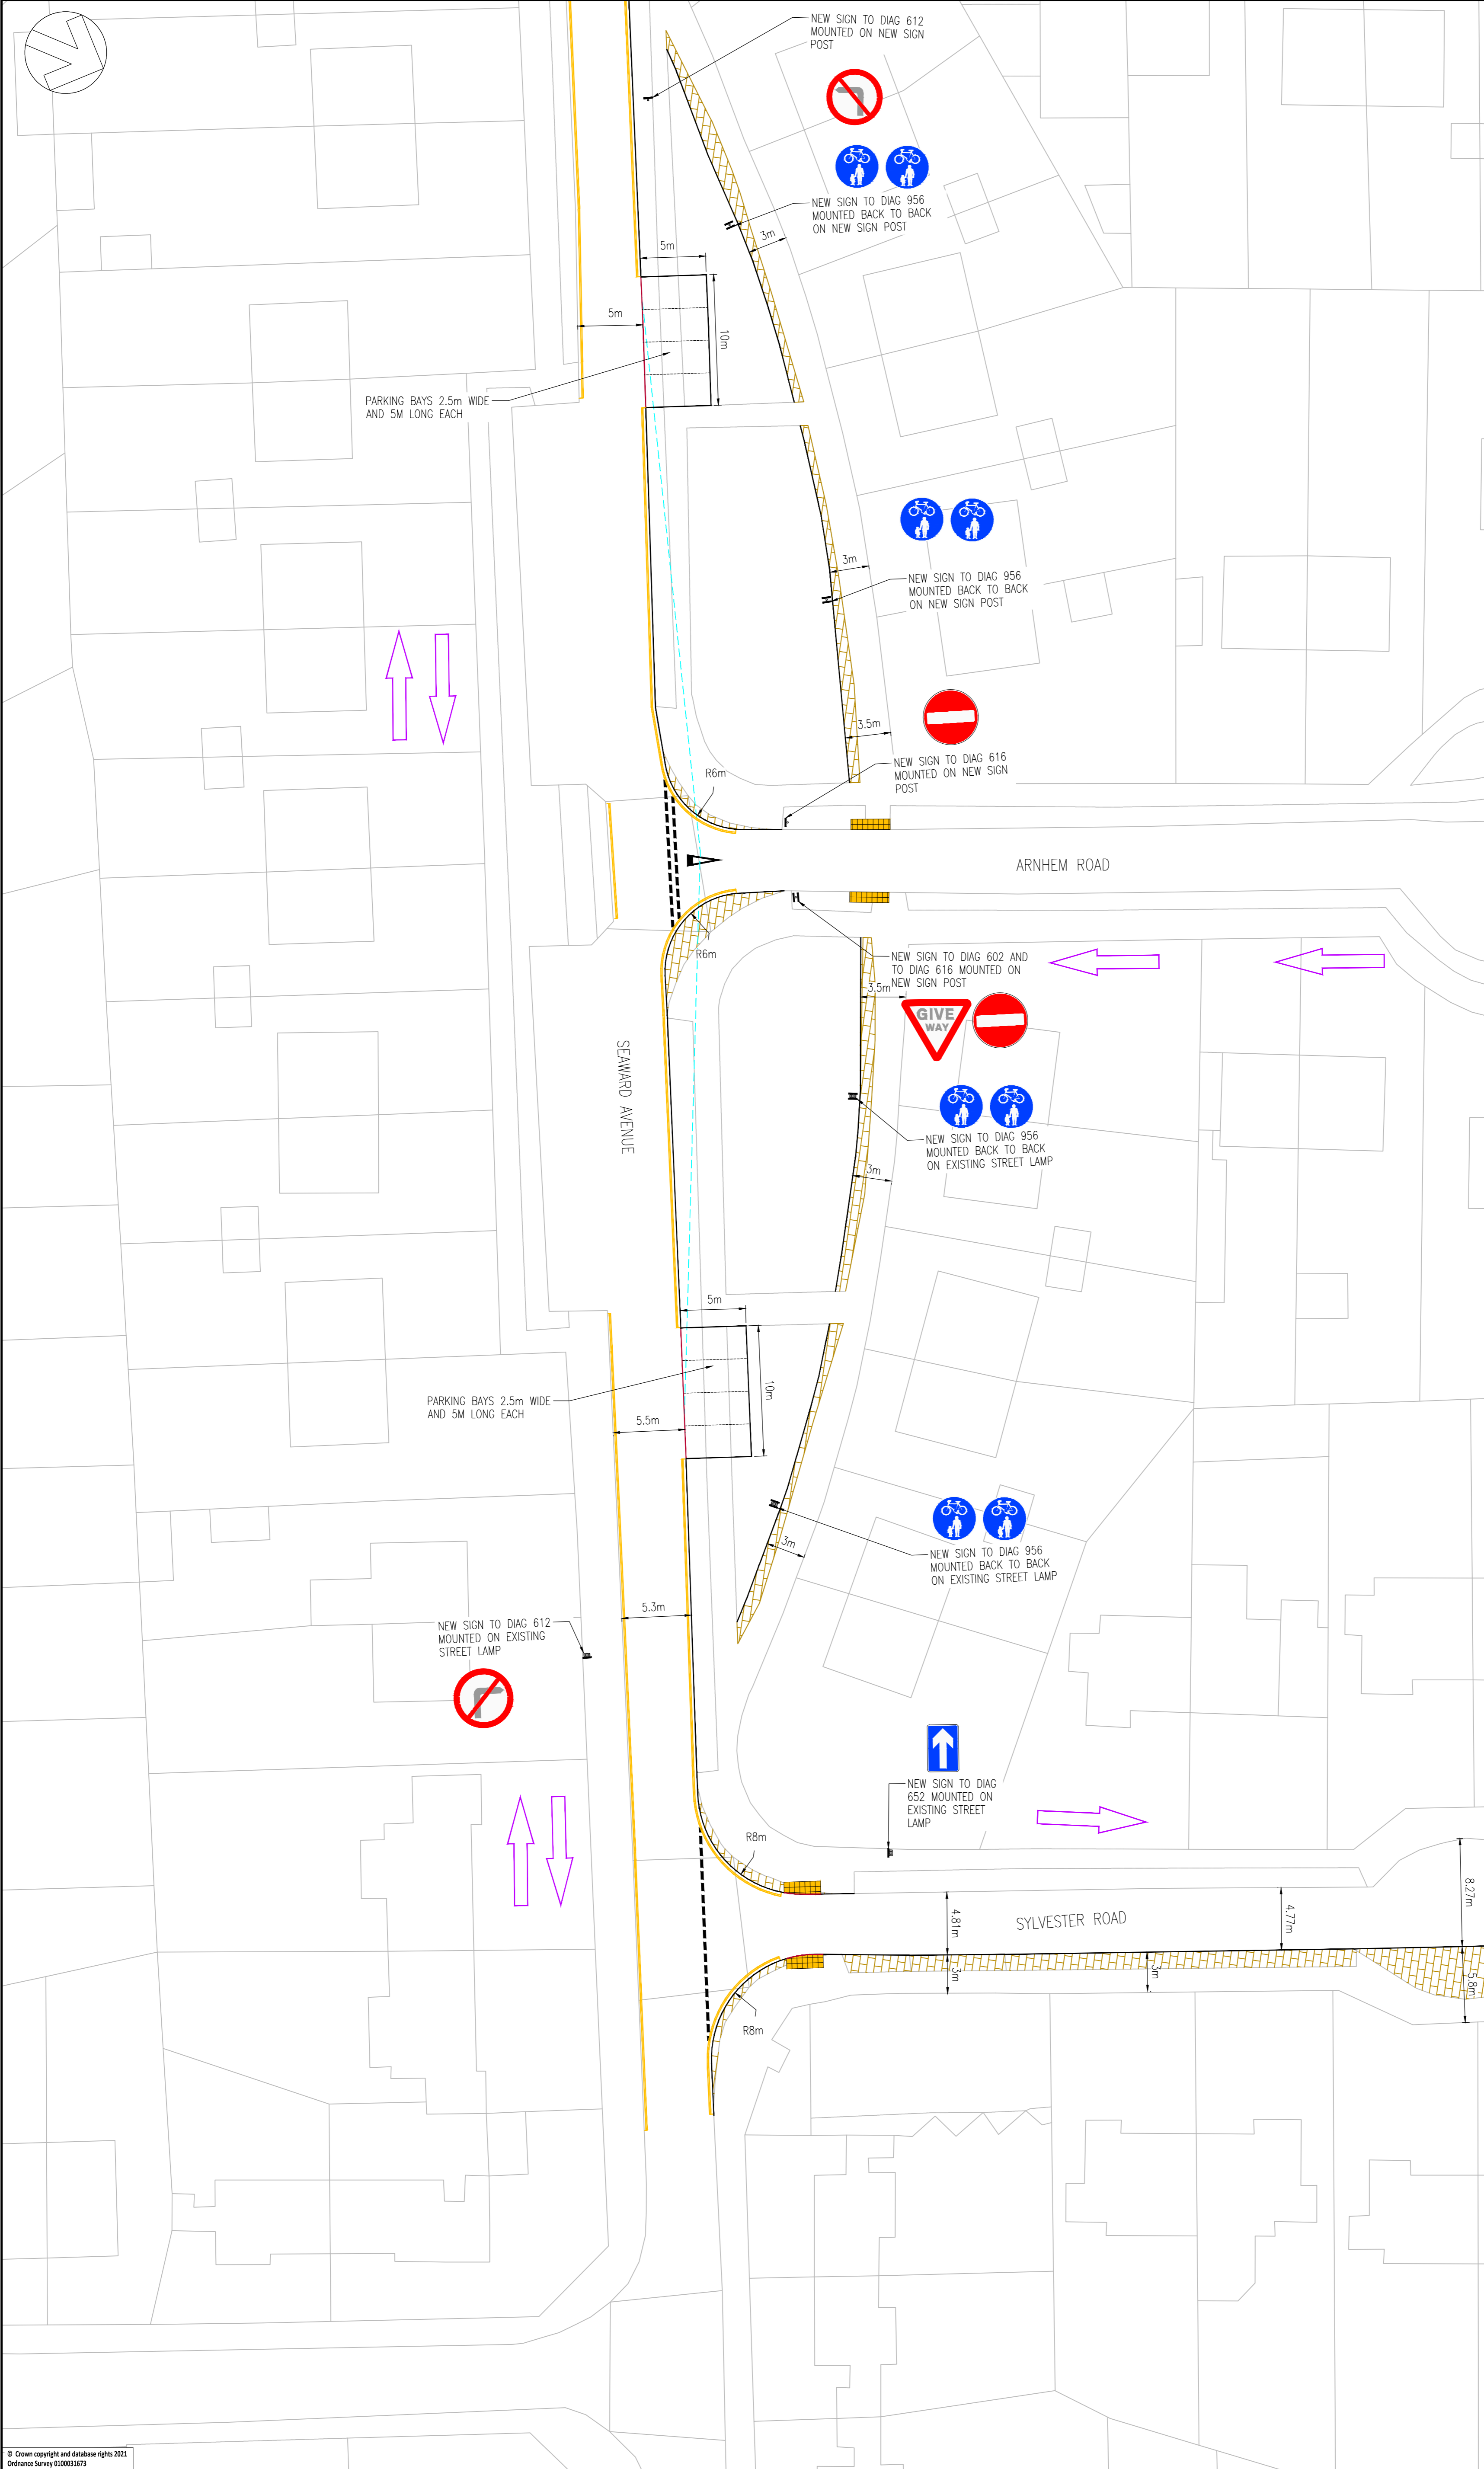 NEW SIGN TO DIAG 612
MOUNTED ON NEW SIGN
POST
NEW SIGN TO DIAG 956
MOUNTED BACK TO BACK
ON NEW SIGN POST
3m
5m
5m
10m
PARKING BAYS 2.5m WIDE
AND 5M LONG EACH
3m
NEW SIGN TO DIAG 956
MOUNTED BACK TO BACK
ON NEW SIGN POST
3.5m
NEW SIGN TO DIAG 616
MOUNTED ON NEW SIGN
POST
R6m
ARNHEM ROAD
R6m
NEW SIGN TO DIAG 602 AND
TO DIAG 616 MOUNTED ON
NEW SIGN POST
3.5m
GIVE
WAY
SEAWARD AVENUE
NEW SIGN TO DIAG 956
MOUNTED BACK TO BACK
ON EXISTING STREET LAMP
3m
5m
10m
PARKING BAYS 2.5m WIDE
AND 5M LONG EACH
5.5m
3m
NEW SIGN TO DIAG 956
MOUNTED BACK TO BACK
ON EXISTING STREET LAMP
5.3m
NEW SIGN TO DIAG 612
MOUNTED ON EXISTING
STREET LAMP
NEW SIGN TO DIAG
652 MOUNTED ON
EXISTING STREET
LAMP
R8m
8.27m
4.81m
SYLVESTER ROAD
4.77m
3m
3m
5.8m
R8m
© Crown copyright and database rights 2021
Ordnance Survey 0100031673